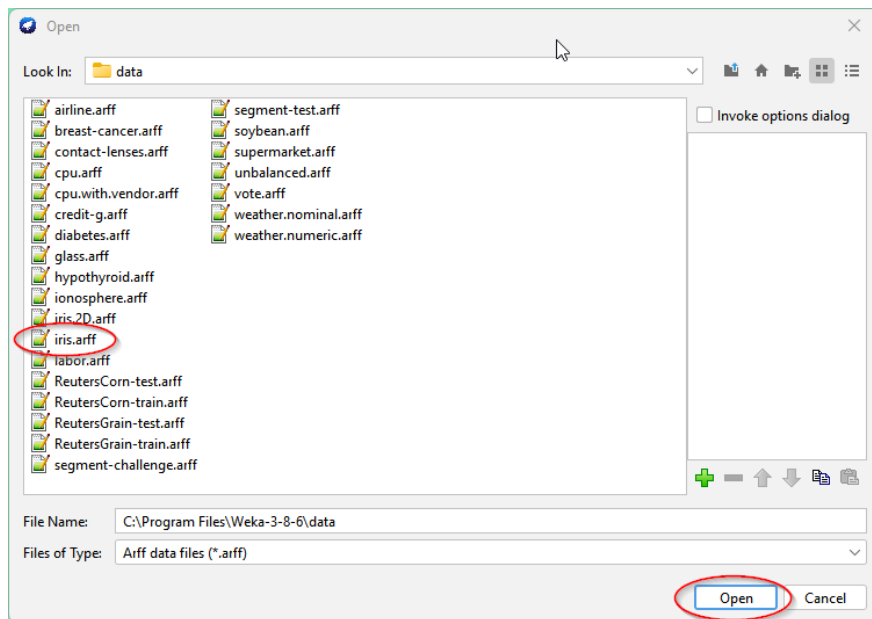 Open
Look In: data
airline.arff
breast-cancer.arff
contact-lenses.arff
cpu.arff
cpu.with.vendor.arff
credit-g.arff
diabetes.arff
glass.arff
hypothyroid.arff
ionosphere.arff
iris.2D.arff
iris.arff
labor.arff
ReutersCorn-test.arff
ReutersCorn-train.arff
ReutersGrain-test.arff
ReutersGrain-train.arff
segment-challenge.arff
segment-test.arff
soybean.arff
supermarket.arff
unbalanced.arff
vote.arff
weather.nominal.arff
weather.numeric.arff
Invoke options dialog
File Name: C:\Program Files\Weka-3-8-6\data
Files of Type: Arff data files (*.arff)
Open Cancel